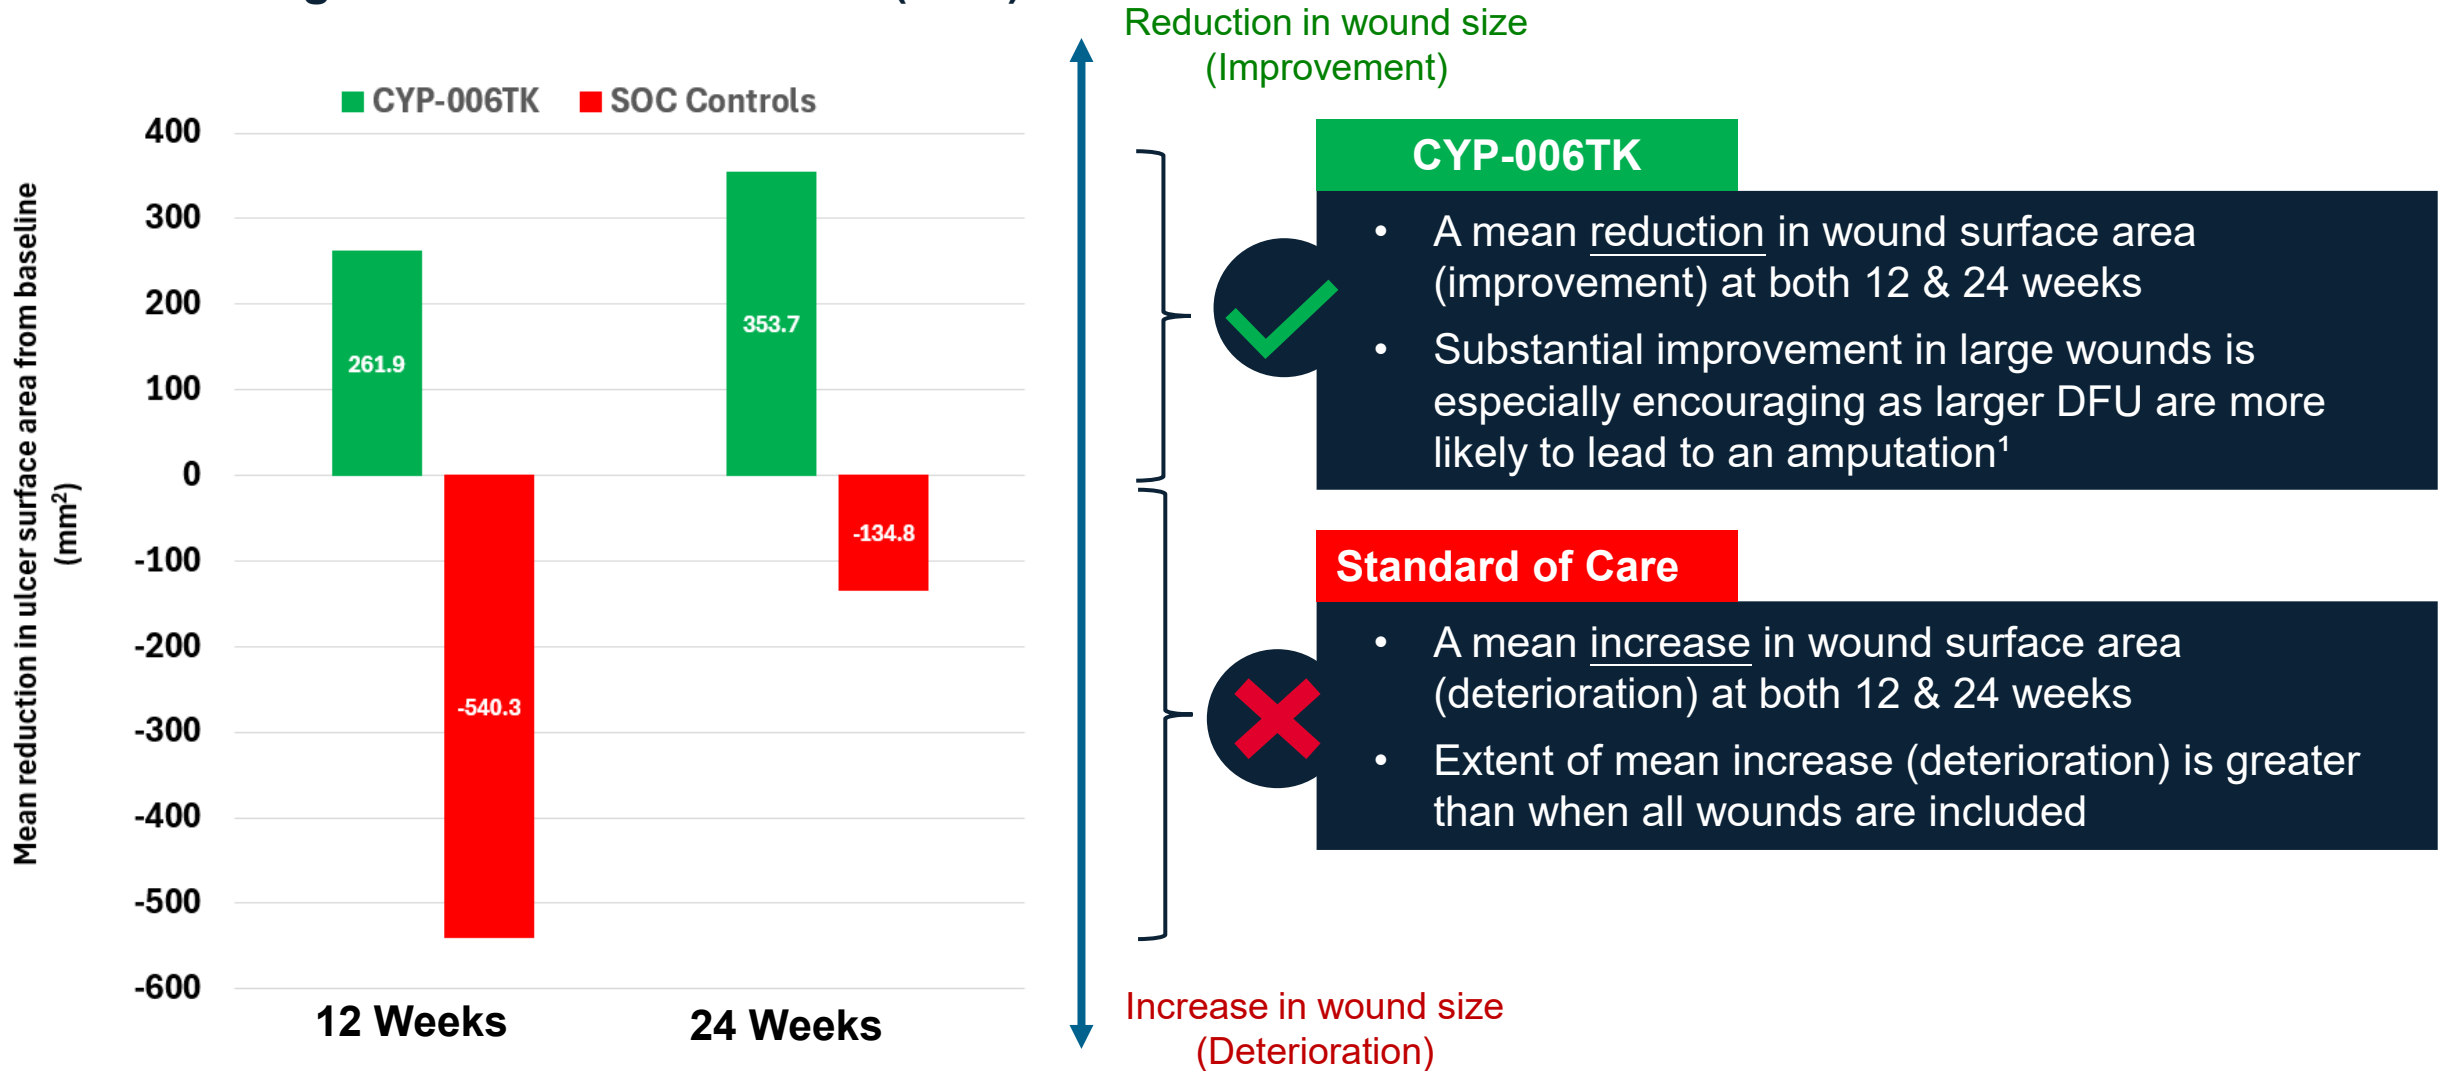 Reduction in wound size
(Improvement)
CYP-006TK
SOC Controls
Mean reduction in ulcer surface area from baseline
(mm²)
400
300
200
100
0
-100
-200
-300
-400
-500
-600
261.9
-540.3
353.7
-134.8
12 Weeks
24 Weeks
CYP-006TK
• A mean reduction in wound surface area
(improvement) at both 12 & 24 weeks
• Substantial improvement in large wounds is
especially encouraging as larger DFU are more
likely to lead to an amputation¹
Standard of Care
• A mean increase in wound surface area
(deterioration) at both 12 & 24 weeks
• Extent of mean increase (deterioration) is greater
than when all wounds are included
Increase in wound size
(Deterioration)